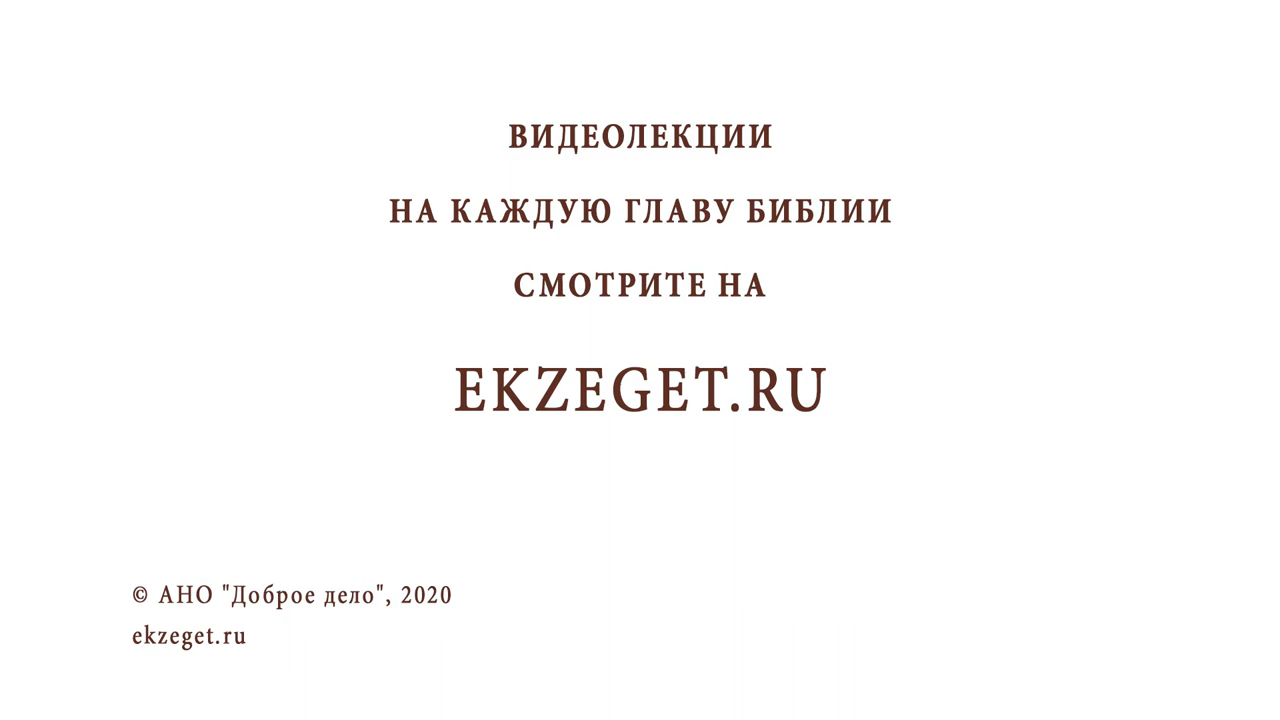 ВИДЕОЛЕКЦИИ
НА КАЖДУЮ ГЛАВУ БИБЛИИ
СМОТРИТЕ НА
EKZEGET.RU
© АНО "Доброе дело", 2020
ekzeget.ru